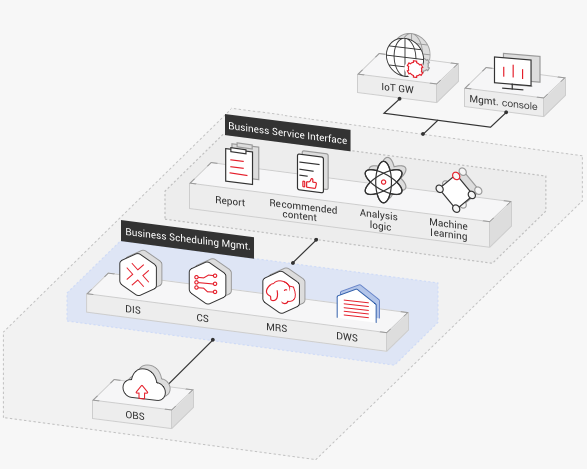 IoT GW
Mgmt. console
Business Service Interface
Report
Recommended
content
Analysis
logic
Machine
learning
Business Scheduling Mgmt.
DIS
CS
MRS
DWS
OBS